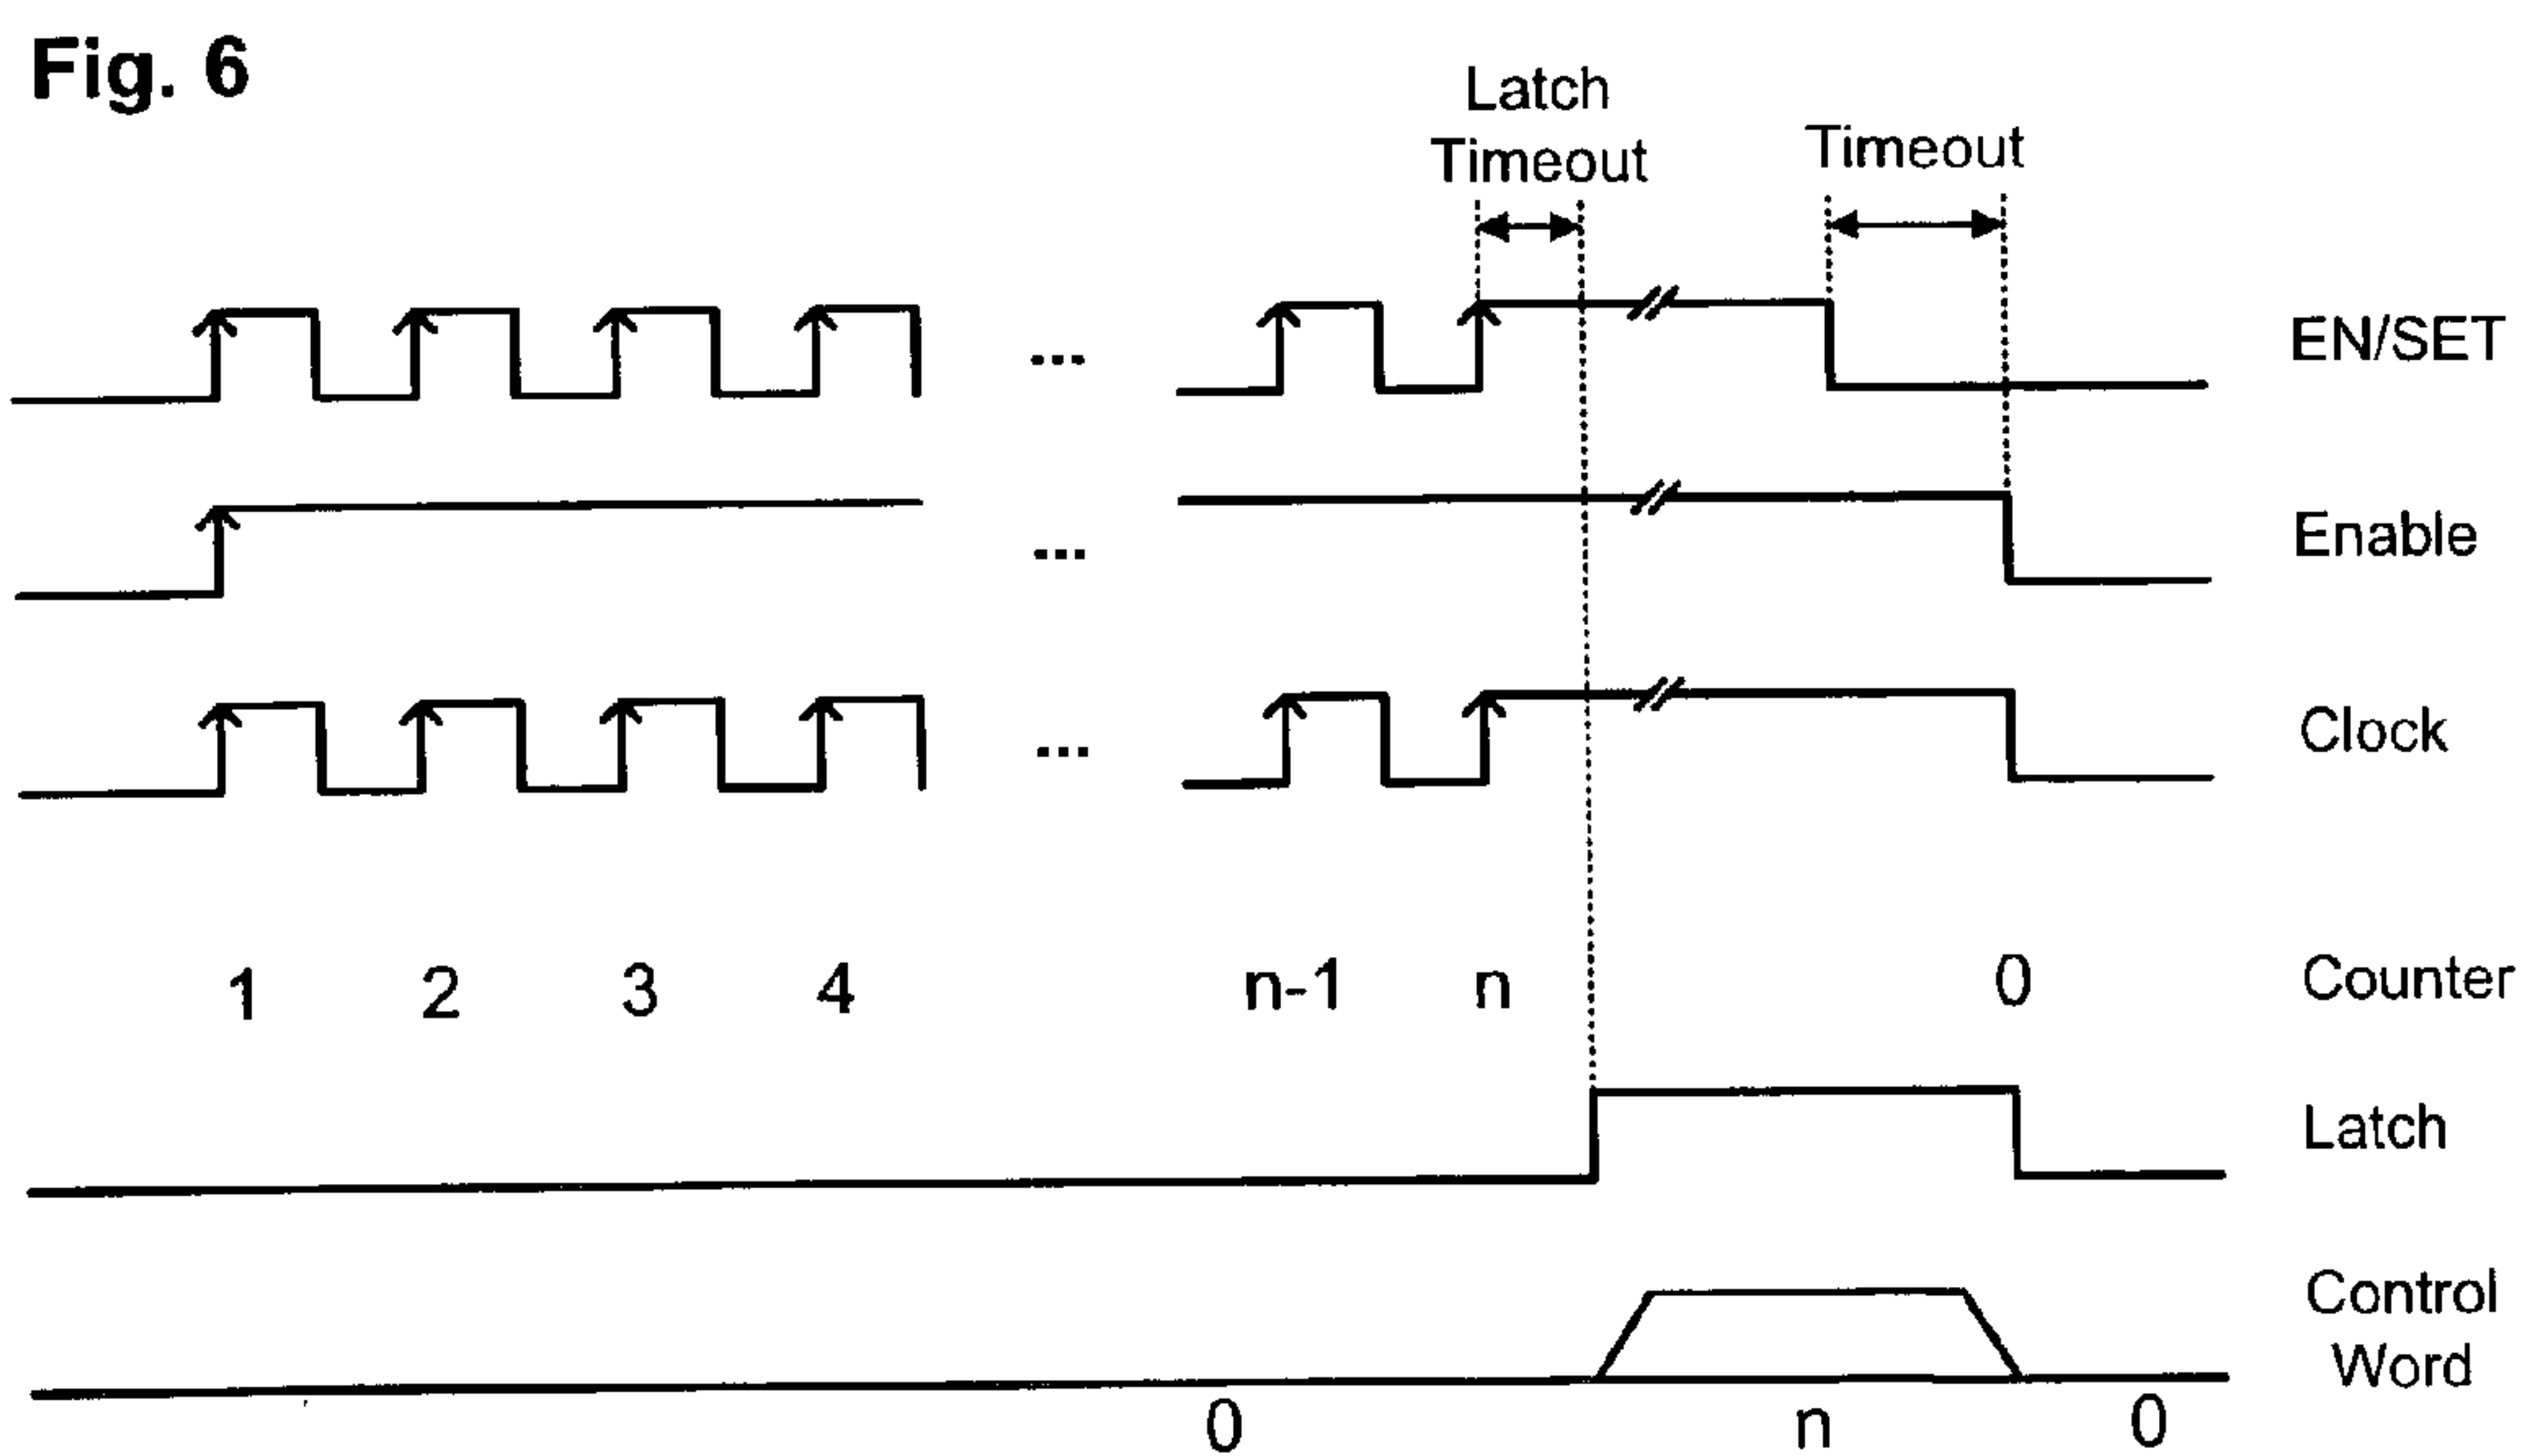 Fig. 6
Latch
Timeout
Timeout
EN/SET
...
Enable
...
Clock
...
1 2 3 4 n-1 n 0 Counter
Latch
Control
Word
0 n 0